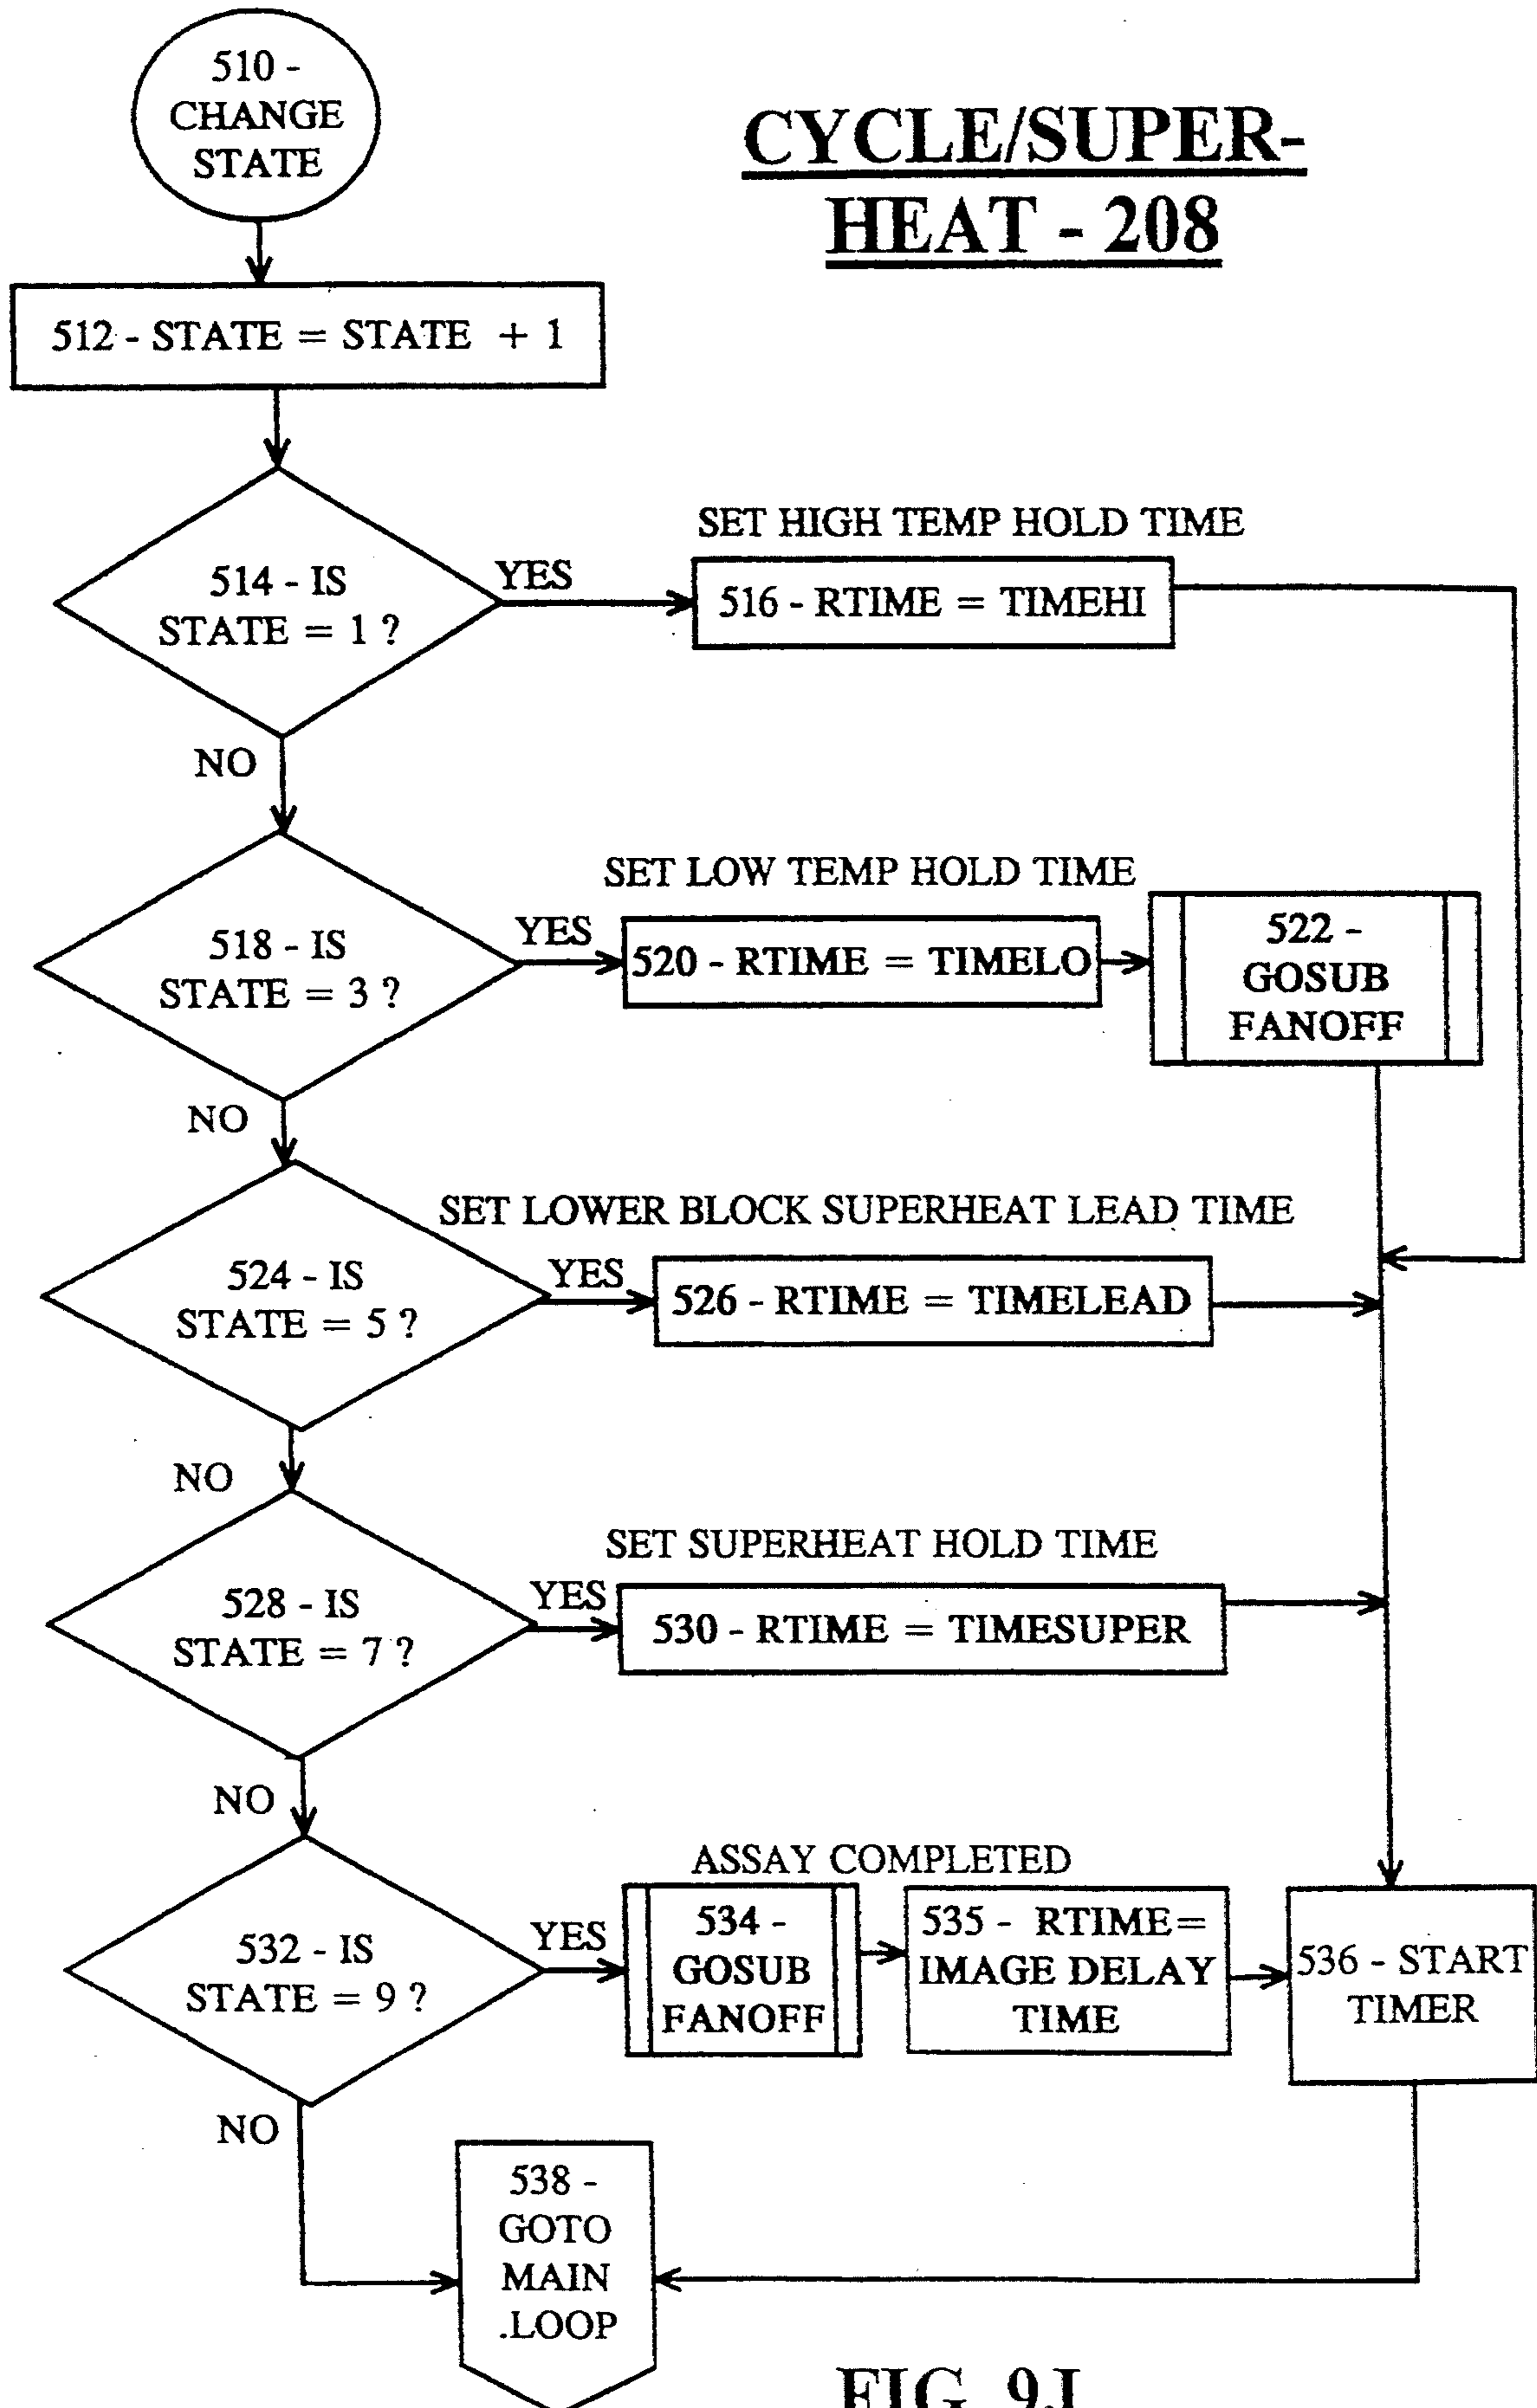 510 -
CHANGE
STATE
CYCLE/SUPER-
HEAT - 208
512 - STATE = STATE + 1
514 - IS
STATE = 1 ?
YES
SET HIGH TEMP HOLD TIME
516 - RTIME = TIMEHI
NO
518 - IS
STATE = 3 ?
YES
SET LOW TEMP HOLD TIME
520 - RTIME = TIMELO
522 -
GOSUB
FANOFF
NO
524 - IS
STATE = 5 ?
YES
SET LOWER BLOCK SUPERHEAT LEAD TIME
526 - RTIME = TIMELEAD
NO
528 - IS
STATE = 7 ?
YES
SET SUPERHEAT HOLD TIME
530 - RTIME = TIMESUPER
NO
532 - IS
STATE = 9 ?
YES
ASSAY COMPLETED
534 -
GOSUB
FANOFF
535 - RTIME=
IMAGE DELAY
TIME
536 - START
TIMER
NO
538 -
GOTO
MAIN
.LOOP
FIG. 9J